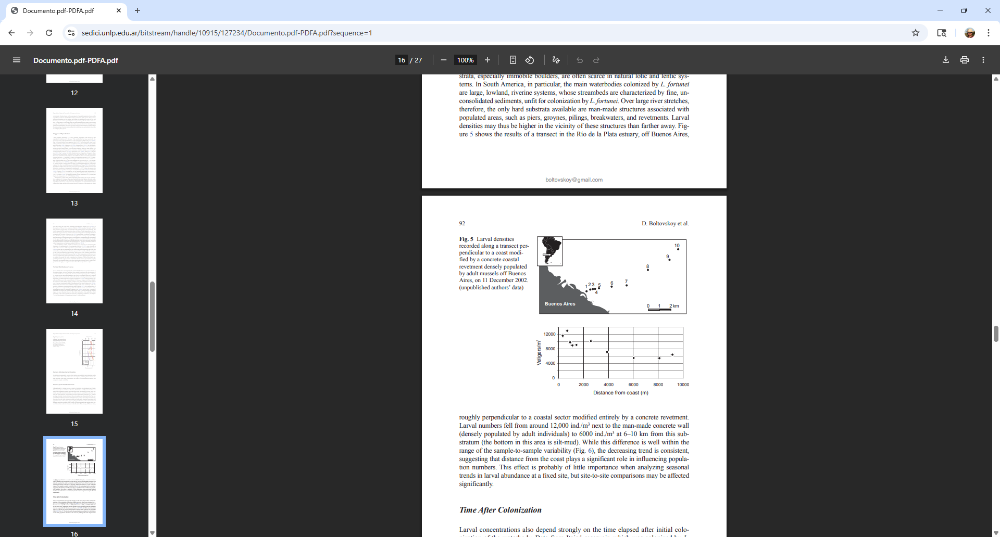 Documento.pdf-PDFA.pdf
sedici.unlp.edu.ar/bitstream/handle/10915/127234/Documento.pdf-PDFA.pdf?sequence=1
Documento.pdf-PDFA.pdf
16 / 27
100%
12
13
14
15
16
strata, especially immobile boulders, are often scarce in natural lotic and lentic sys-
tems. In South America, in particular, the main waterbodies colonized by L. fortunei
are large, lowland, riverine systems, whose streambeds are characterized by fine, un-
consolidated sediments, unfit for colonization by L. fortunei. Over large river stretches,
therefore, the only hard substrata available are man-made structures associated with
populated areas, such as piers, groynes, pilings, breakwaters, and revetments. Larval
densities may thus be higher in the vicinity of these structures than farther away. Fig-
ure 5 shows the results of a transect in the Río de la Plata estuary, off Buenos Aires,
boltovskoy@gmail.com
92
D. Boltovskoy et al.
Fig. 5 Larval densities
recorded along a transect per-
pendicular to a coast modi-
fied by a concrete coastal
revetment densely populated
by adult mussels off Buenos
Aires, on 11 December 2002.
(unpublished authors' data)
10
9
8
7
6
5
1 2 3
4
Buenos Aires
0 1 2 km
12000
8000
4000
0
Veligers/m³
0 2000 4000 6000 8000 10000
Distance from coast (m)
roughly perpendicular to a coastal sector modified entirely by a concrete revetment.
Larval numbers fell from around 12,000 ind./m³ next to the man-made concrete wall
(densely populated by adult individuals) to 6000 ind./m³ at 6–10 km from this sub-
stratum (the bottom in this area is silt-mud). While this difference is well within the
range of the sample-to-sample variability (Fig. 6), the decreasing trend is consistent,
suggesting that distance from the coast plays a significant role in influencing popula-
tion numbers. This effect is probably of little importance when analyzing seasonal
trends in larval abundance at a fixed site, but site-to-site comparisons may be affected
significantly.
Time After Colonization
Larval concentrations also depend strongly on the time elapsed after initial colo-